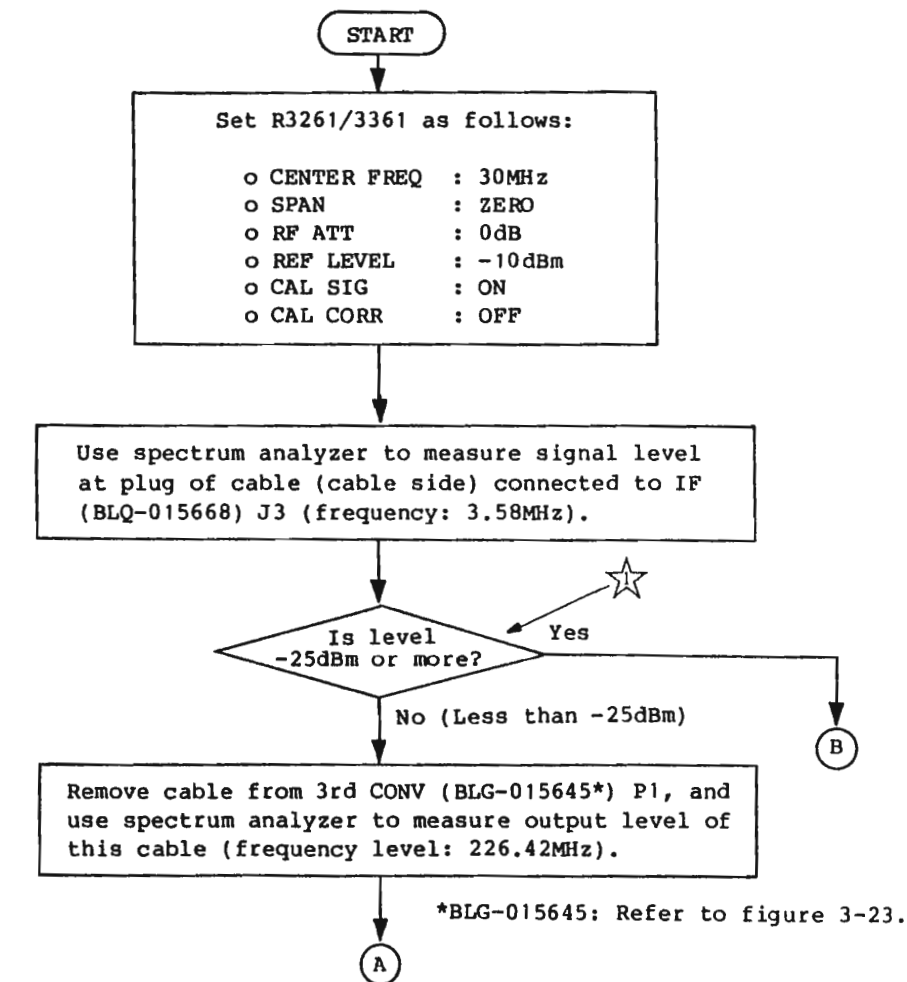 START
Set R3261/3361 as follows:
o CENTER FREQ : 30MHz
o SPAN : ZERO
o RF ATT : 0dB
o REF LEVEL : -10dBm
o CAL SIG : ON
o CAL CORR : OFF
Use spectrum analyzer to measure signal level
at plug of cable (cable side) connected to IF
(BLQ-015668) J3 (frequency: 3.58MHz).
1
Is level
-25dBm or more?
Yes
No (Less than -25dBm)
B
Remove cable from 3rd CONV (BLG-015645*) P1, and
use spectrum analyzer to measure output level of
this cable (frequency level: 226.42MHz).
*BLG-015645: Refer to figure 3-23.
A